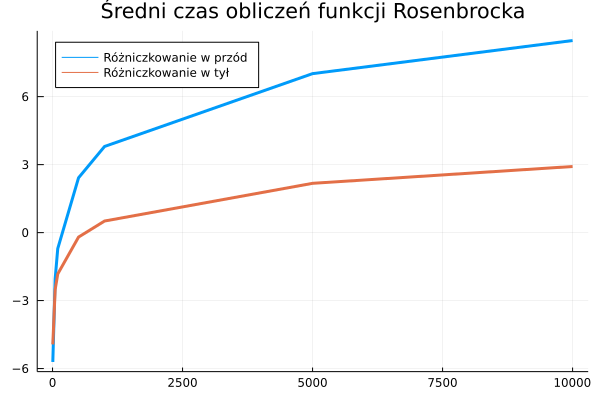 Średni czas obliczeń funkcji Rosenbrocka
Różniczkowanie w przód
Różniczkowanie w tył
6
3
0
−3
−6
0 2500 5000 7500 10000